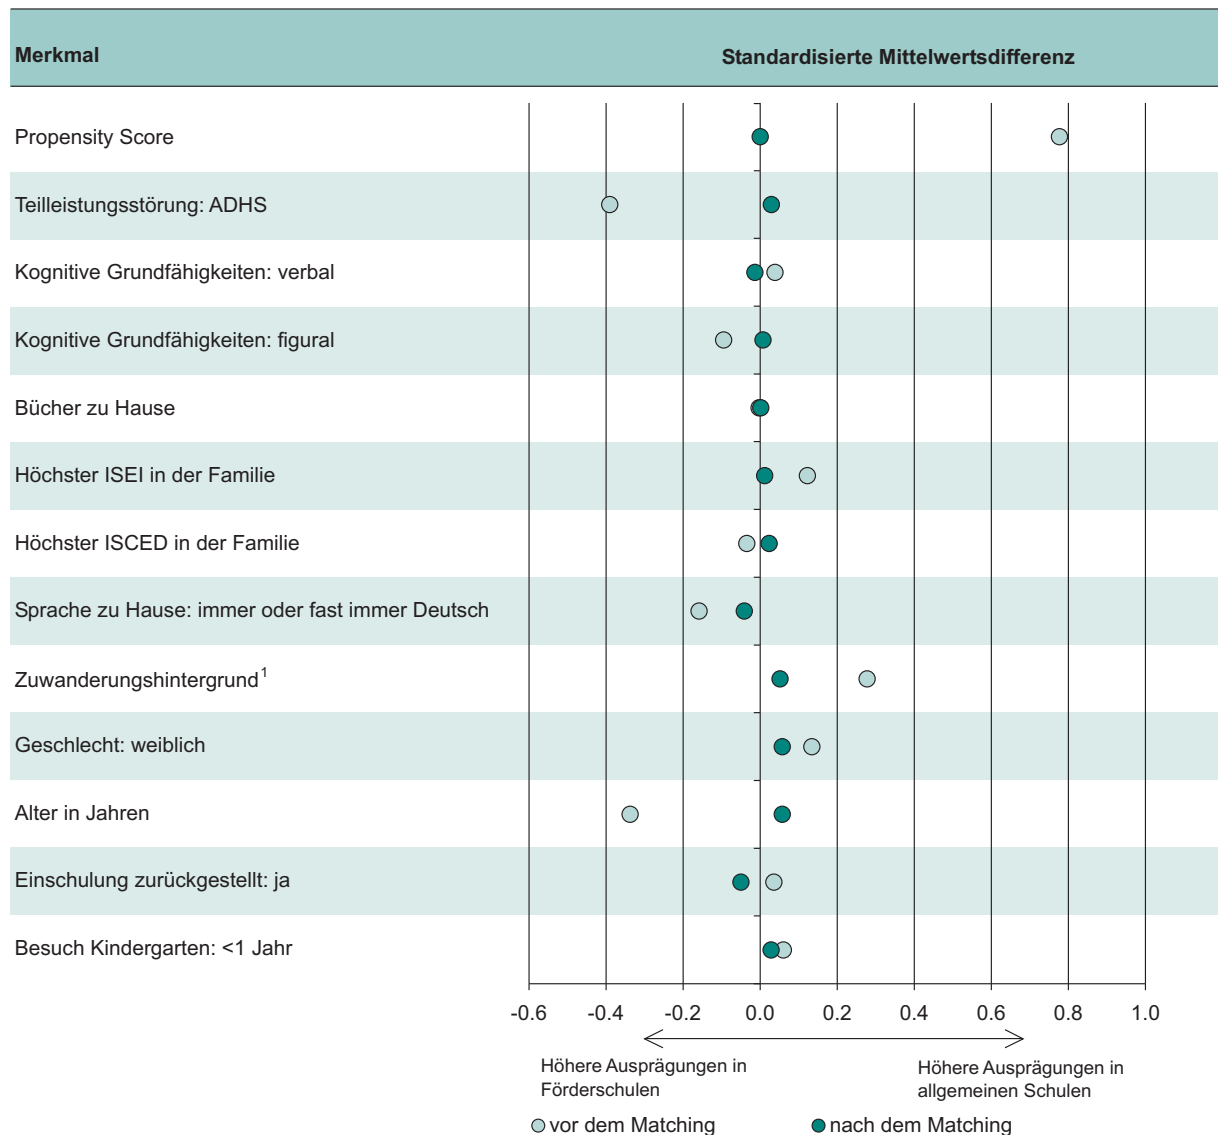 Merkmal
Standardisierte Mittelwertsdifferenz
Propensity Score
Teilleistungsstörung: ADHS
Kognitive Grundfähigkeiten: verbal
Kognitive Grundfähigkeiten: figural
Bücher zu Hause
Höchster ISEI in der Familie
Höchster ISCED in der Familie
Sprache zu Hause: immer oder fast immer Deutsch
Zuwanderungshintergrund¹
Geschlecht: weiblich
Alter in Jahren
Einschulung zurückgestellt: ja
Besuch Kindergarten: <1 Jahr
-0.6 -0.4 -0.2 0.0 0.2 0.4 0.6 0.8 1.0
Höhere Ausprägungen in
Förderschulen
Höhere Ausprägungen in
allgemeinen Schulen
vor dem Matching
nach dem Matching